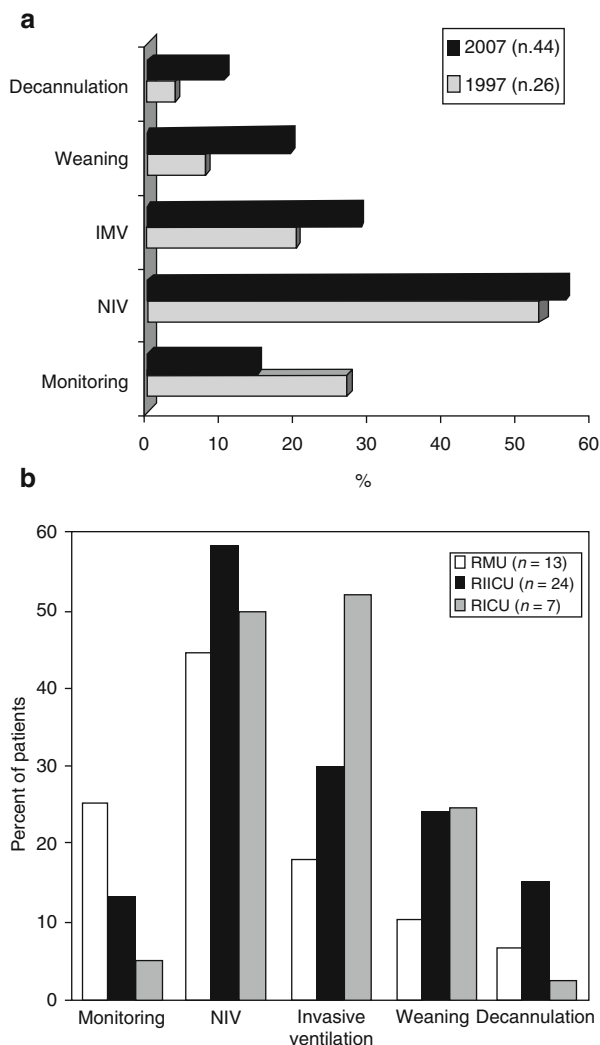 a
2007 (n.44)
1997 (n.26)
Decannulation
Weaning
IMV
NIV
Monitoring
0 10 20 30 40 50 60
%
b
60
50
40
30
20
10
0
Percent of patients
RMU (n = 13)
RIICU (n = 24)
RICU (n = 7)
Monitoring NIV Invasive ventilation Weaning Decannulation